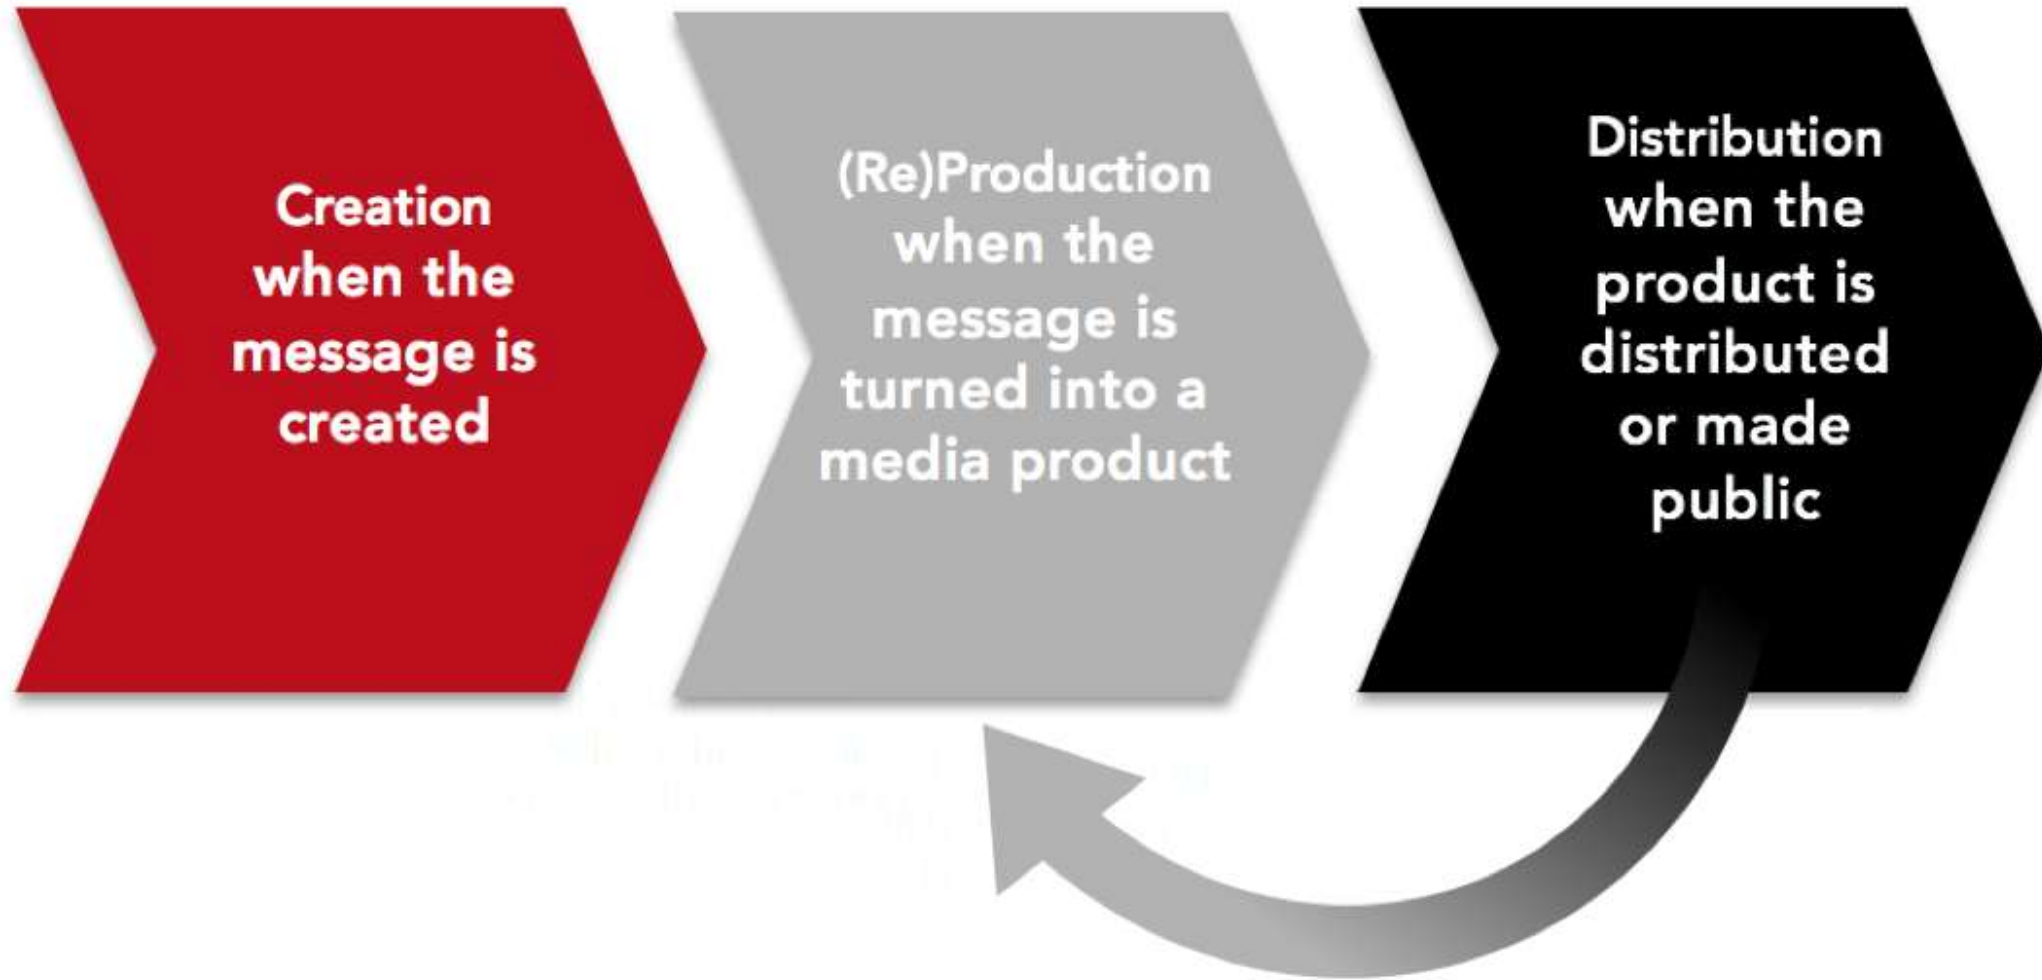 Creation
when the
message is
created
(Re)Production
when the
message is
turned into a
media product
Distribution
when the
product is
distributed
or made
public